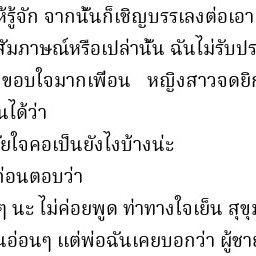 ห้รู้จัก จากนั้นก็เชิญบรรเลงต่อเอา
สัมภาษณ์หรือเปล่านั้น ฉันไม่รับประ
ขอบใจมากเพื่อน หญิงสาวจดยิก
นได้ว่า
ัยใจคอเป็นยังไงบ้างน่ะ
ก่อนตอบว่า
ๆ นะ ไม่ค่อยพูด ท่าทางใจเย็น สุขุม
นอ่อนๆ แต่พ่อฉันเคยบอกว่า ผู้ชาย